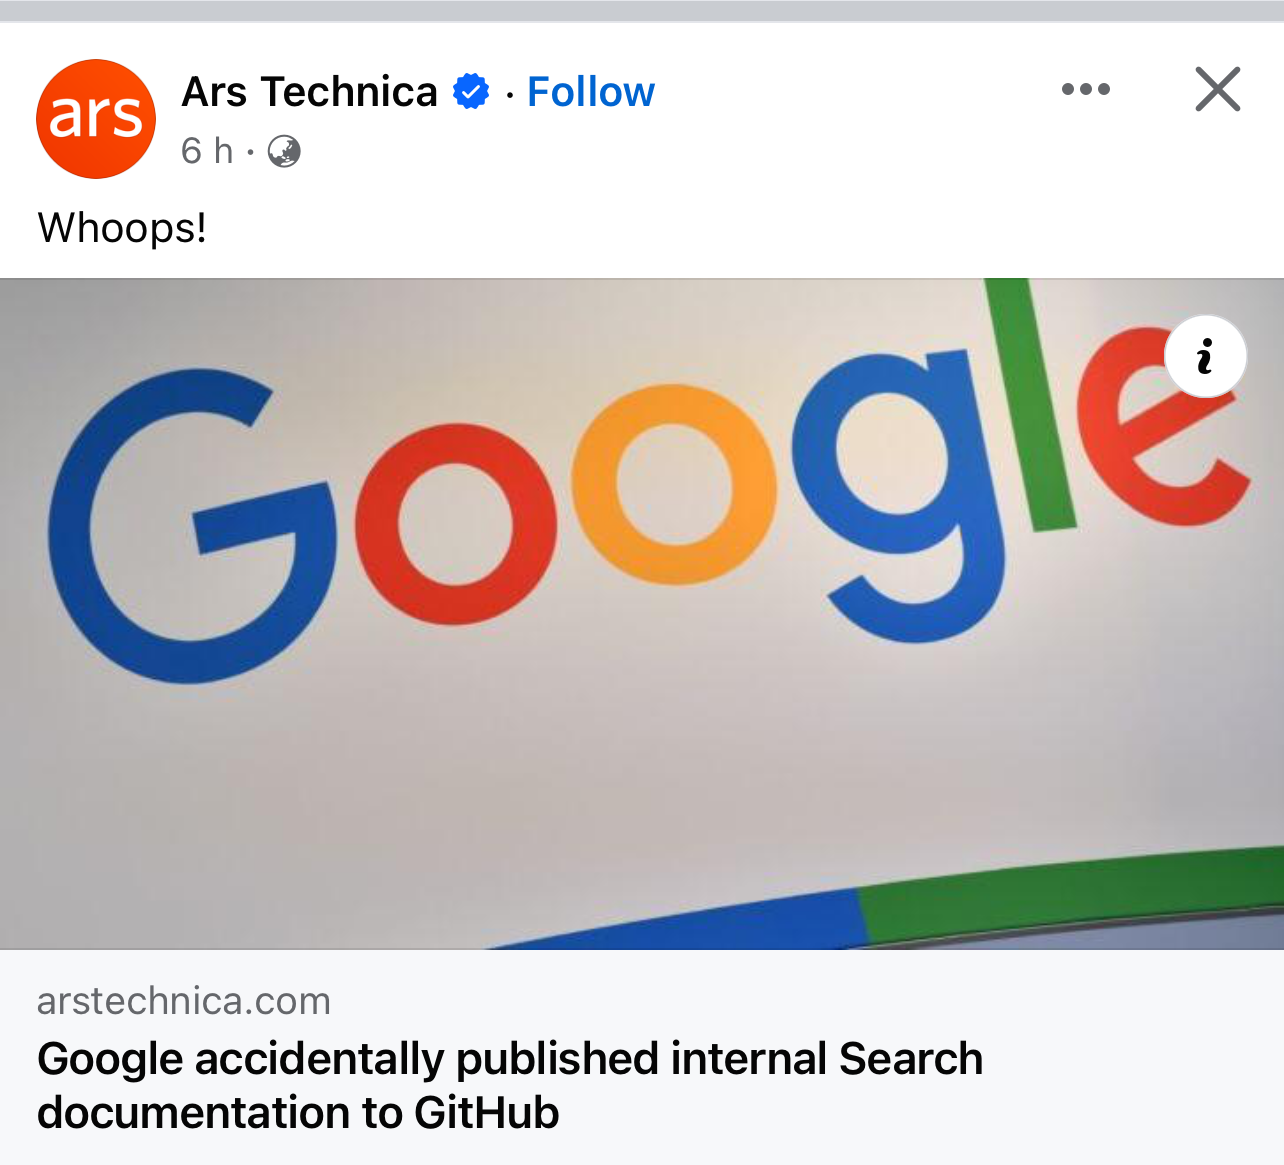 ars
Ars Technica · Follow
6 h ·
Whoops!
Google
i
arstechnica.com
Google accidentally published internal Search
documentation to GitHub